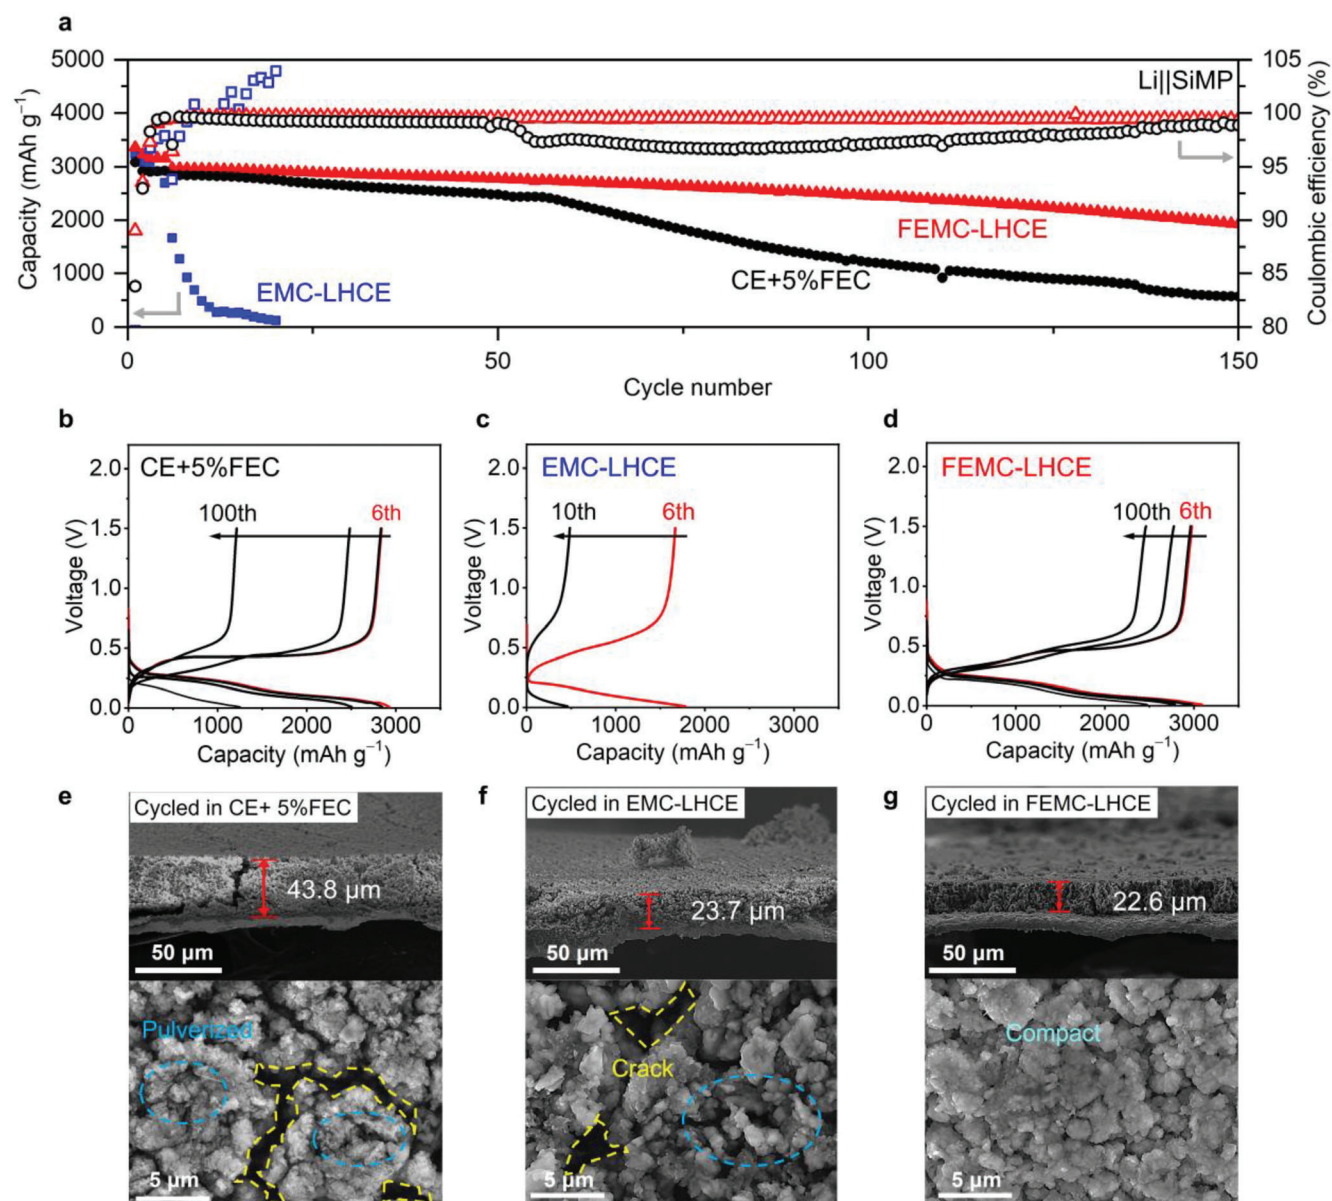 a
5000 105
Li||SiMP
4000 100
3000 95
2000 90
FEMC-LHCE
CE+5%FEC
1000 85
EMC-LHCE
0 80
Capacity (mAh g⁻¹)
Coulombic efficiency (%)
0 50 100 150
Cycle number
b
CE+5%FEC
100th 6th
2.0
1.5
1.0
0.5
0.0
Voltage (V)
0 1000 2000 3000
Capacity (mAh g⁻¹)
c
EMC-LHCE
10th 6th
2.0
1.5
1.0
0.5
0.0
Voltage (V)
0 1000 2000 3000
Capacity (mAh g⁻¹)
d
FEMC-LHCE
100th 6th
2.0
1.5
1.0
0.5
0.0
Voltage (V)
0 1000 2000 3000
Capacity (mAh g⁻¹)
e
Cycled in CE+ 5%FEC
43.8 μm
50 μm
Pulverized
5 μm
f
Cycled in EMC-LHCE
23.7 μm
50 μm
Crack
5 μm
g
Cycled in FEMC-LHCE
22.6 μm
50 μm
Compact
5 μm